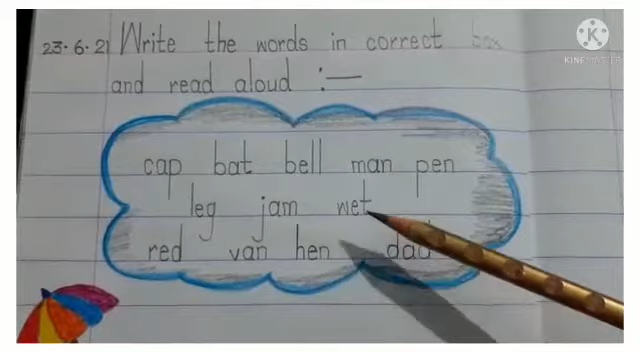 23.6.21 Write the words in correct box
and read aloud :—
cap bat bell man pen
leg jam wet
red van hen dad
KINEMASTER